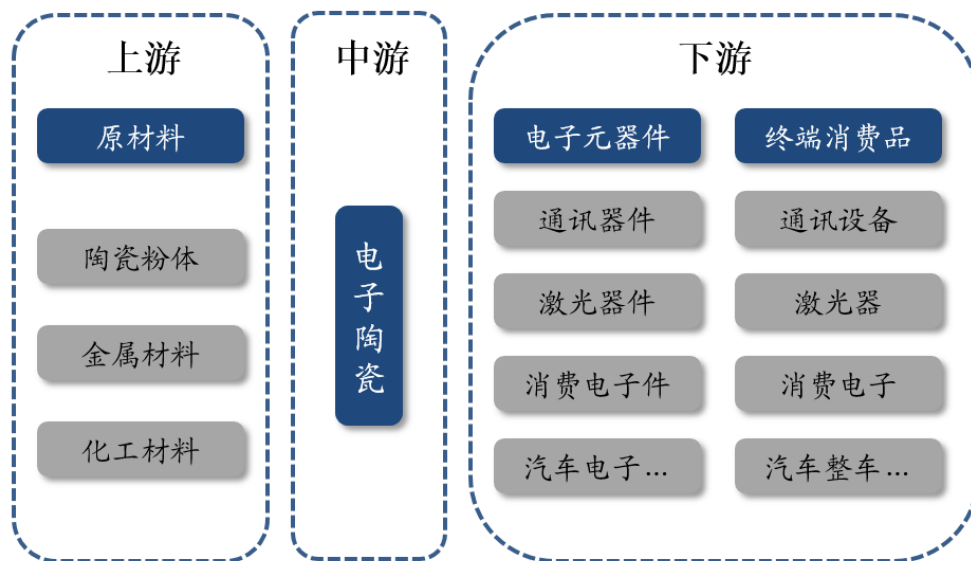 上游
原材料
陶瓷粉体
金属材料
化工材料
中游
电子陶瓷
下游
电子元器件
终端消费品
通讯器件
通讯设备
激光器件
激光器
消费电子件
消费电子
汽车电子...
汽车整车...